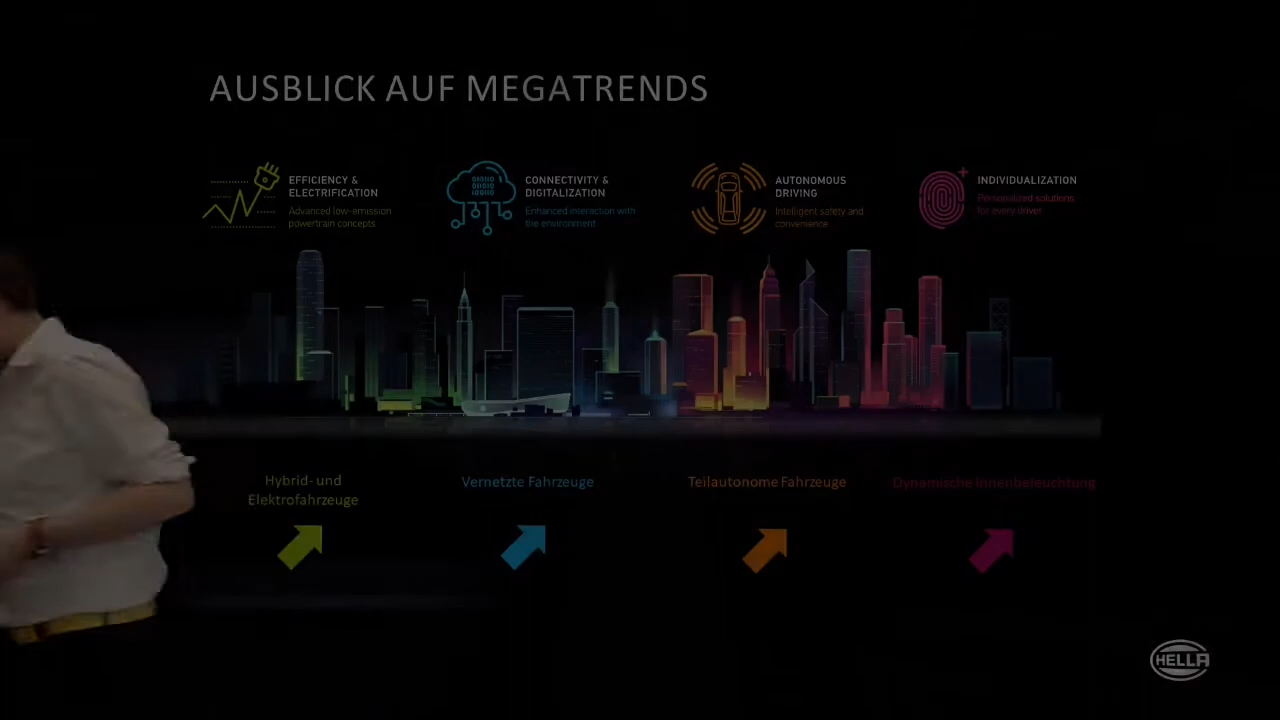 AUSBLICK AUF MEGATRENDS
EFFICIENCY &
ELECTRIFICATION
Advanced low-emission
powertrain concepts
CONNECTIVITY &
DIGITALIZATION
Enhanced interaction with
the environment
AUTONOMOUS
DRIVING
Intelligent safety and
convenience
INDIVIDUALIZATION
Personalized solutions
for every driver
Hybrid- und
Elektrofahrzeuge
Vernetzte Fahrzeuge
Teilautonome Fahrzeuge
Dynamische Innenbeleuchtung
HELLA